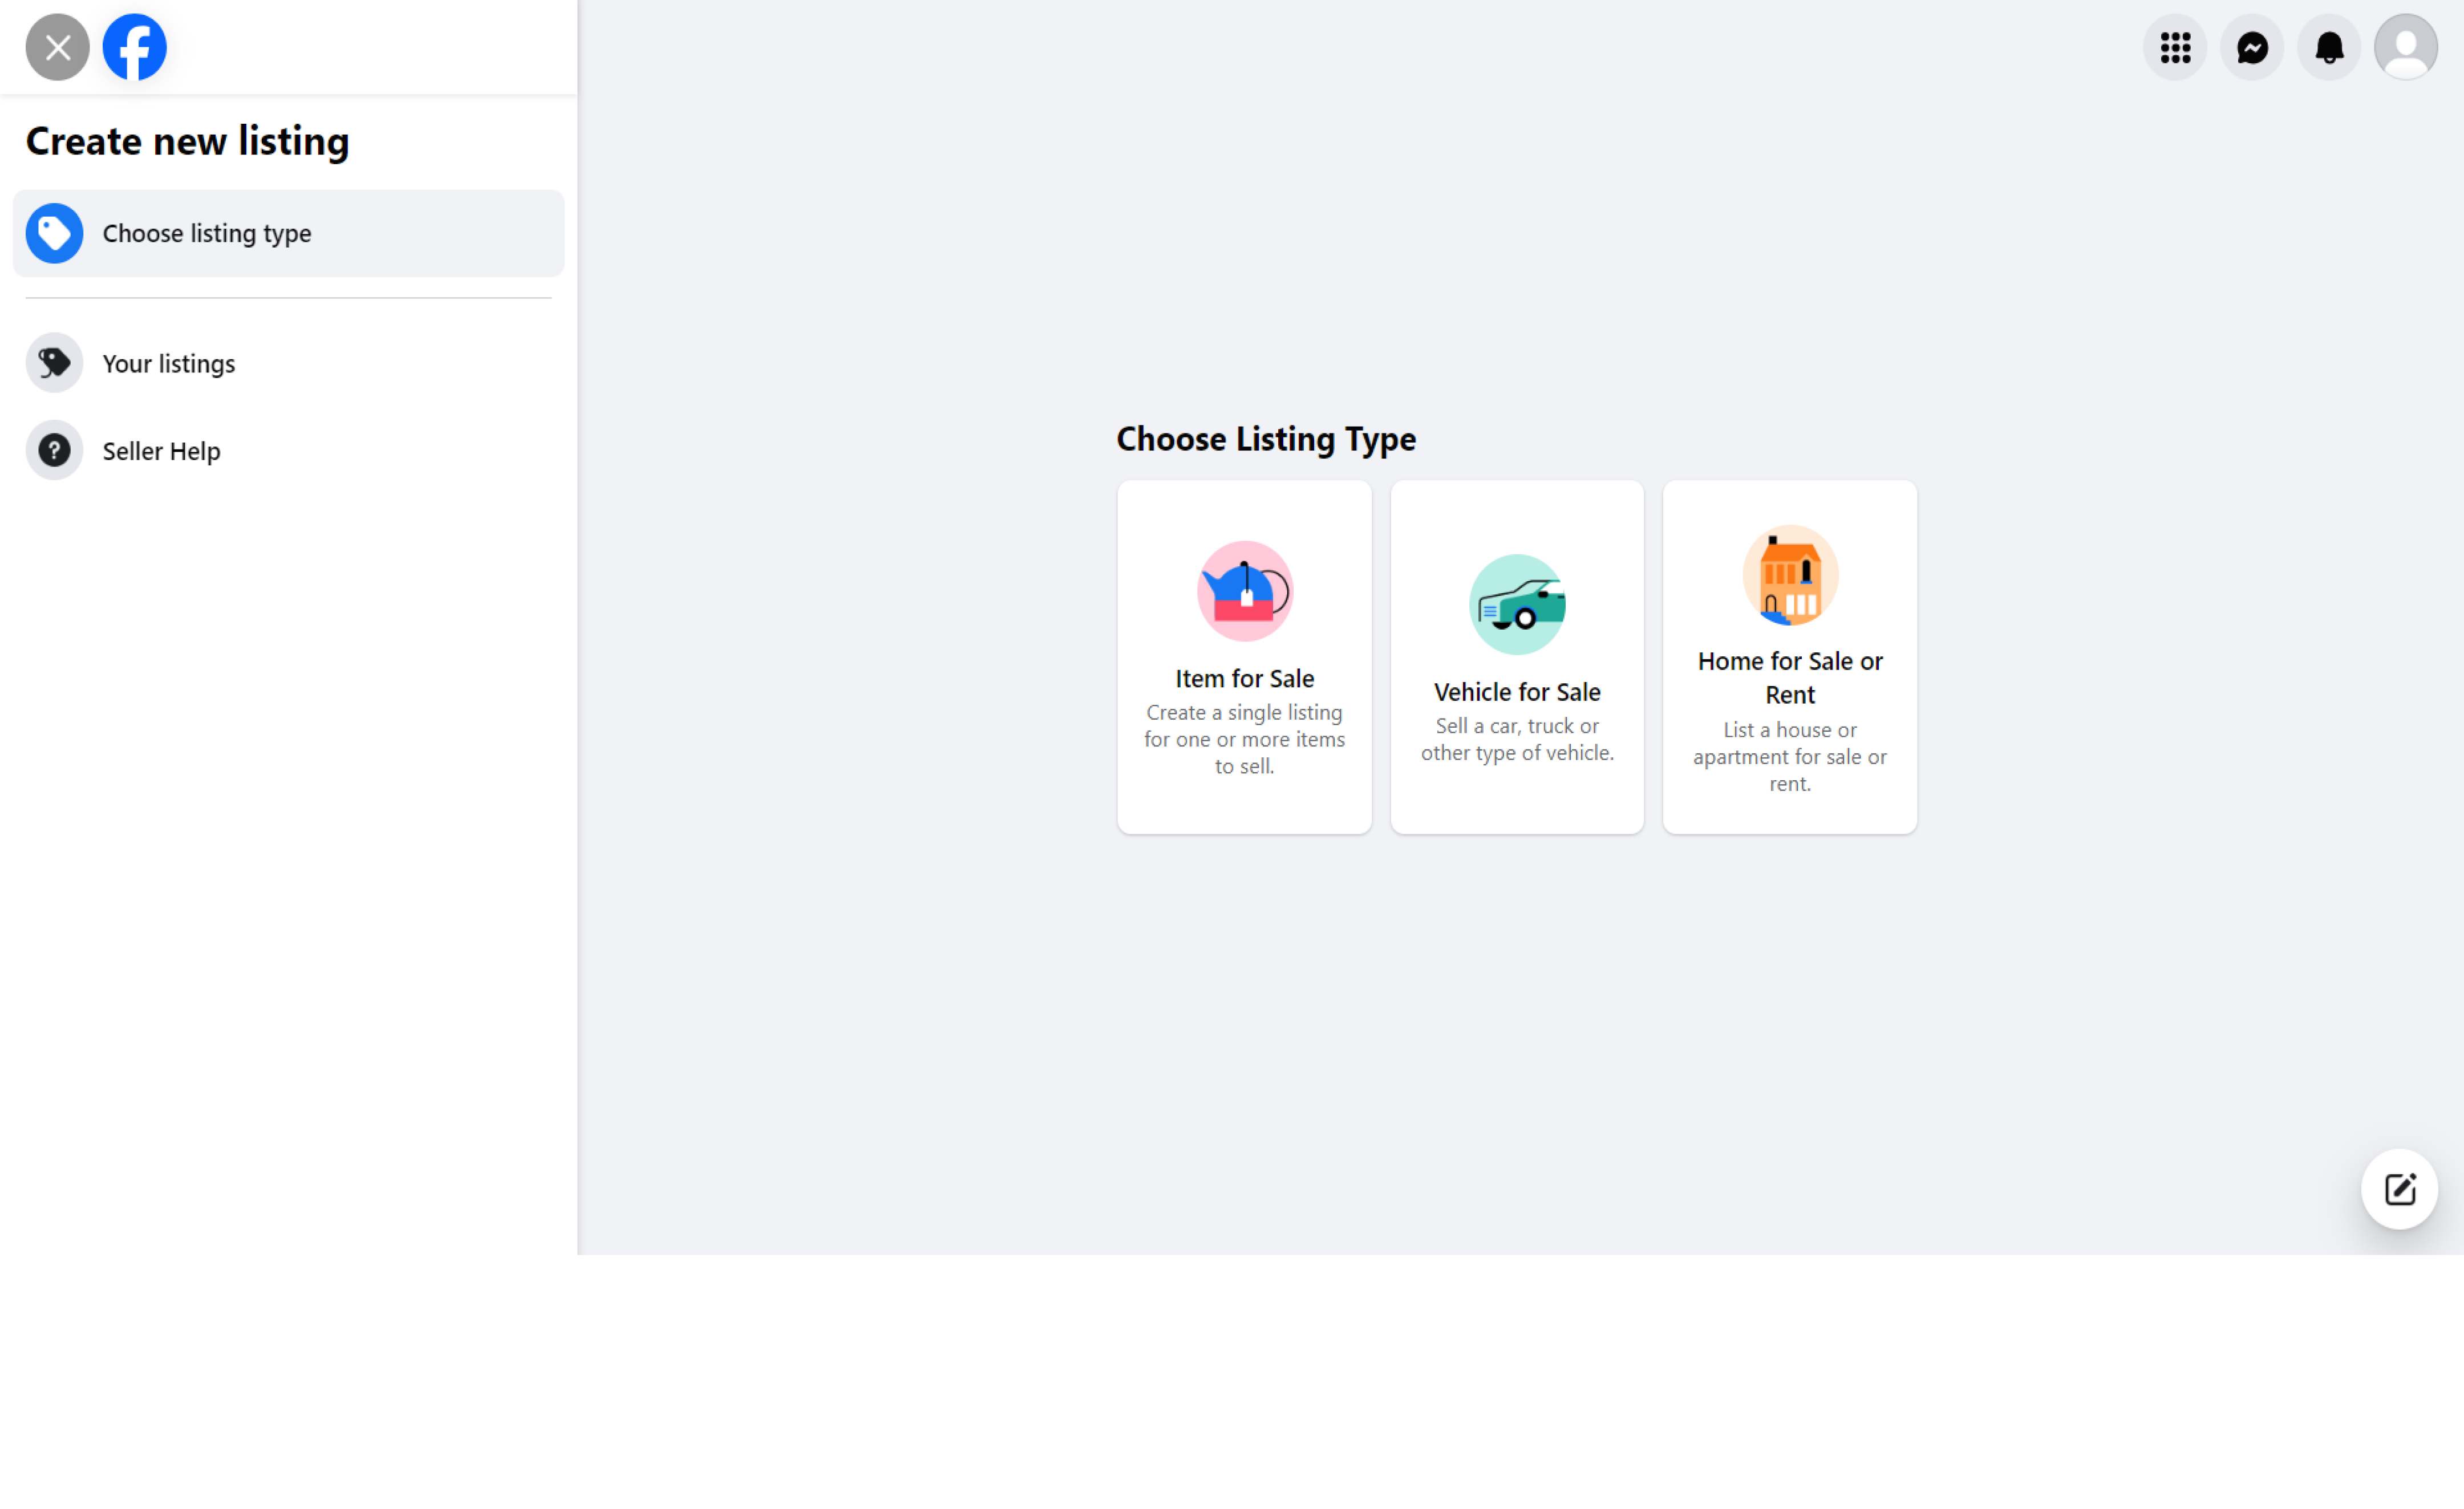 Create new listing
Choose listing type
Your listings
Seller Help
Choose Listing Type
Item for Sale
Create a single listing
for one or more items
to sell.
Vehicle for Sale
Sell a car, truck or
other type of vehicle.
Home for Sale or
Rent
List a house or
apartment for sale or
rent.